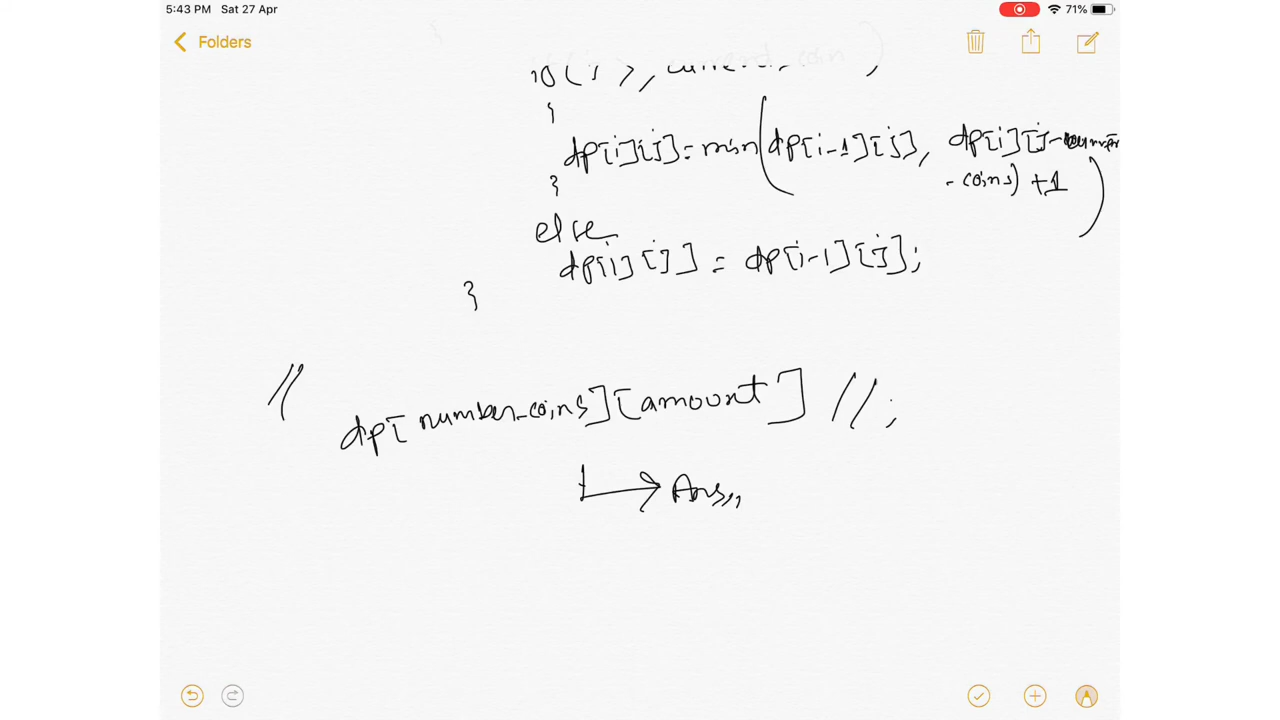 5:43 PM Sat 27 Apr
71%
Folders
{
dp[i][j] = min(dp[i-1][j], dp[i][j-
-coins] +1)
}
else
dp[i][j] = dp[i-1][j];
}
//
dp[number_coins][amount] //;
Ans,,